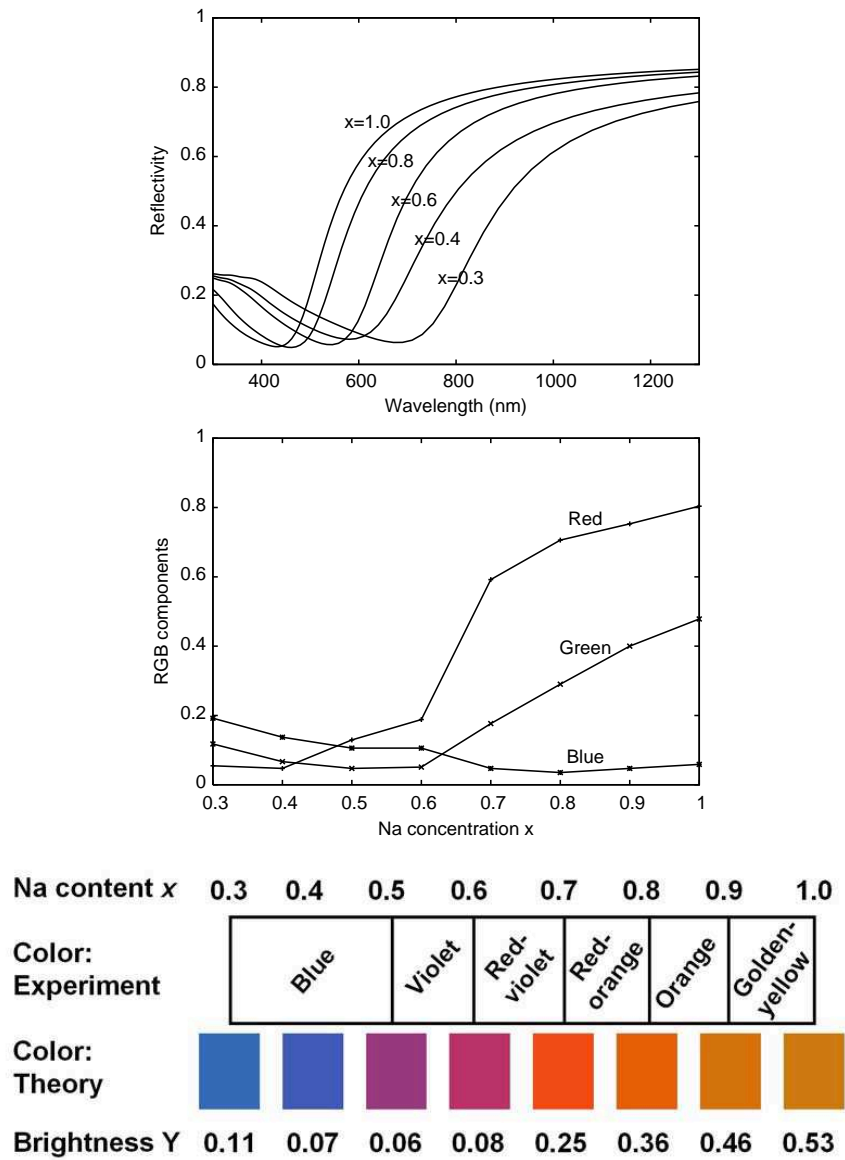 1
0.8
0.6
0.4
0.2
0
Reflectivity
x=1.0
x=0.8
x=0.6
x=0.4
x=0.3
400 600 800 1000 1200
Wavelength (nm)
1
0.8
0.6
0.4
0.2
0
RGB components
Red
Green
Blue
0.3 0.4 0.5 0.6 0.7 0.8 0.9 1
Na concentration x
Na content x 0.3 0.4 0.5 0.6 0.7 0.8 0.9 1.0
Color:
Experiment
Blue
Violet
Red-
violet
Red-
orange
Orange
Golden-
yellow
Color:
Theory
Brightness Y 0.11 0.07 0.06 0.08 0.25 0.36 0.46 0.53